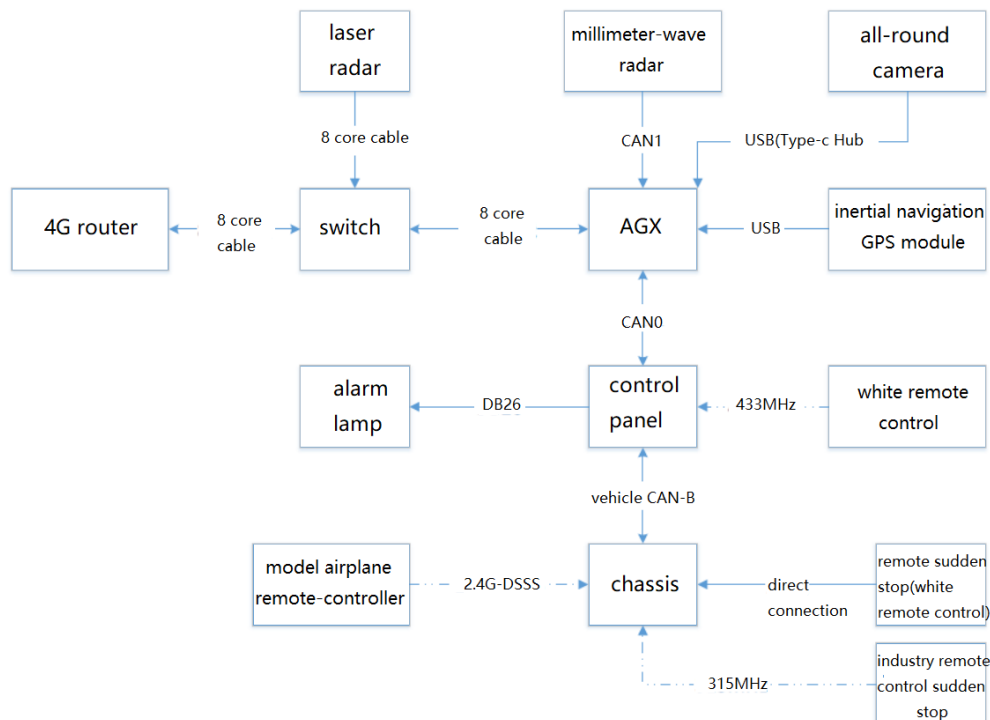 laser
radar
millimeter-wave
radar
all-round
camera
8 core cable
CAN1
USB(Type-c Hub
4G router
8 core
cable
switch
8 core
cable
AGX
USB
inertial navigation
GPS module
CAN0
alarm
lamp
DB26
control
panel
433MHz
white remote
control
vehicle CAN-B
model airplane
remote-controller
2.4G-DSSS
chassis
direct
connection
remote sudden
stop(white
remote control)
315MHz
industry remote
control sudden
stop